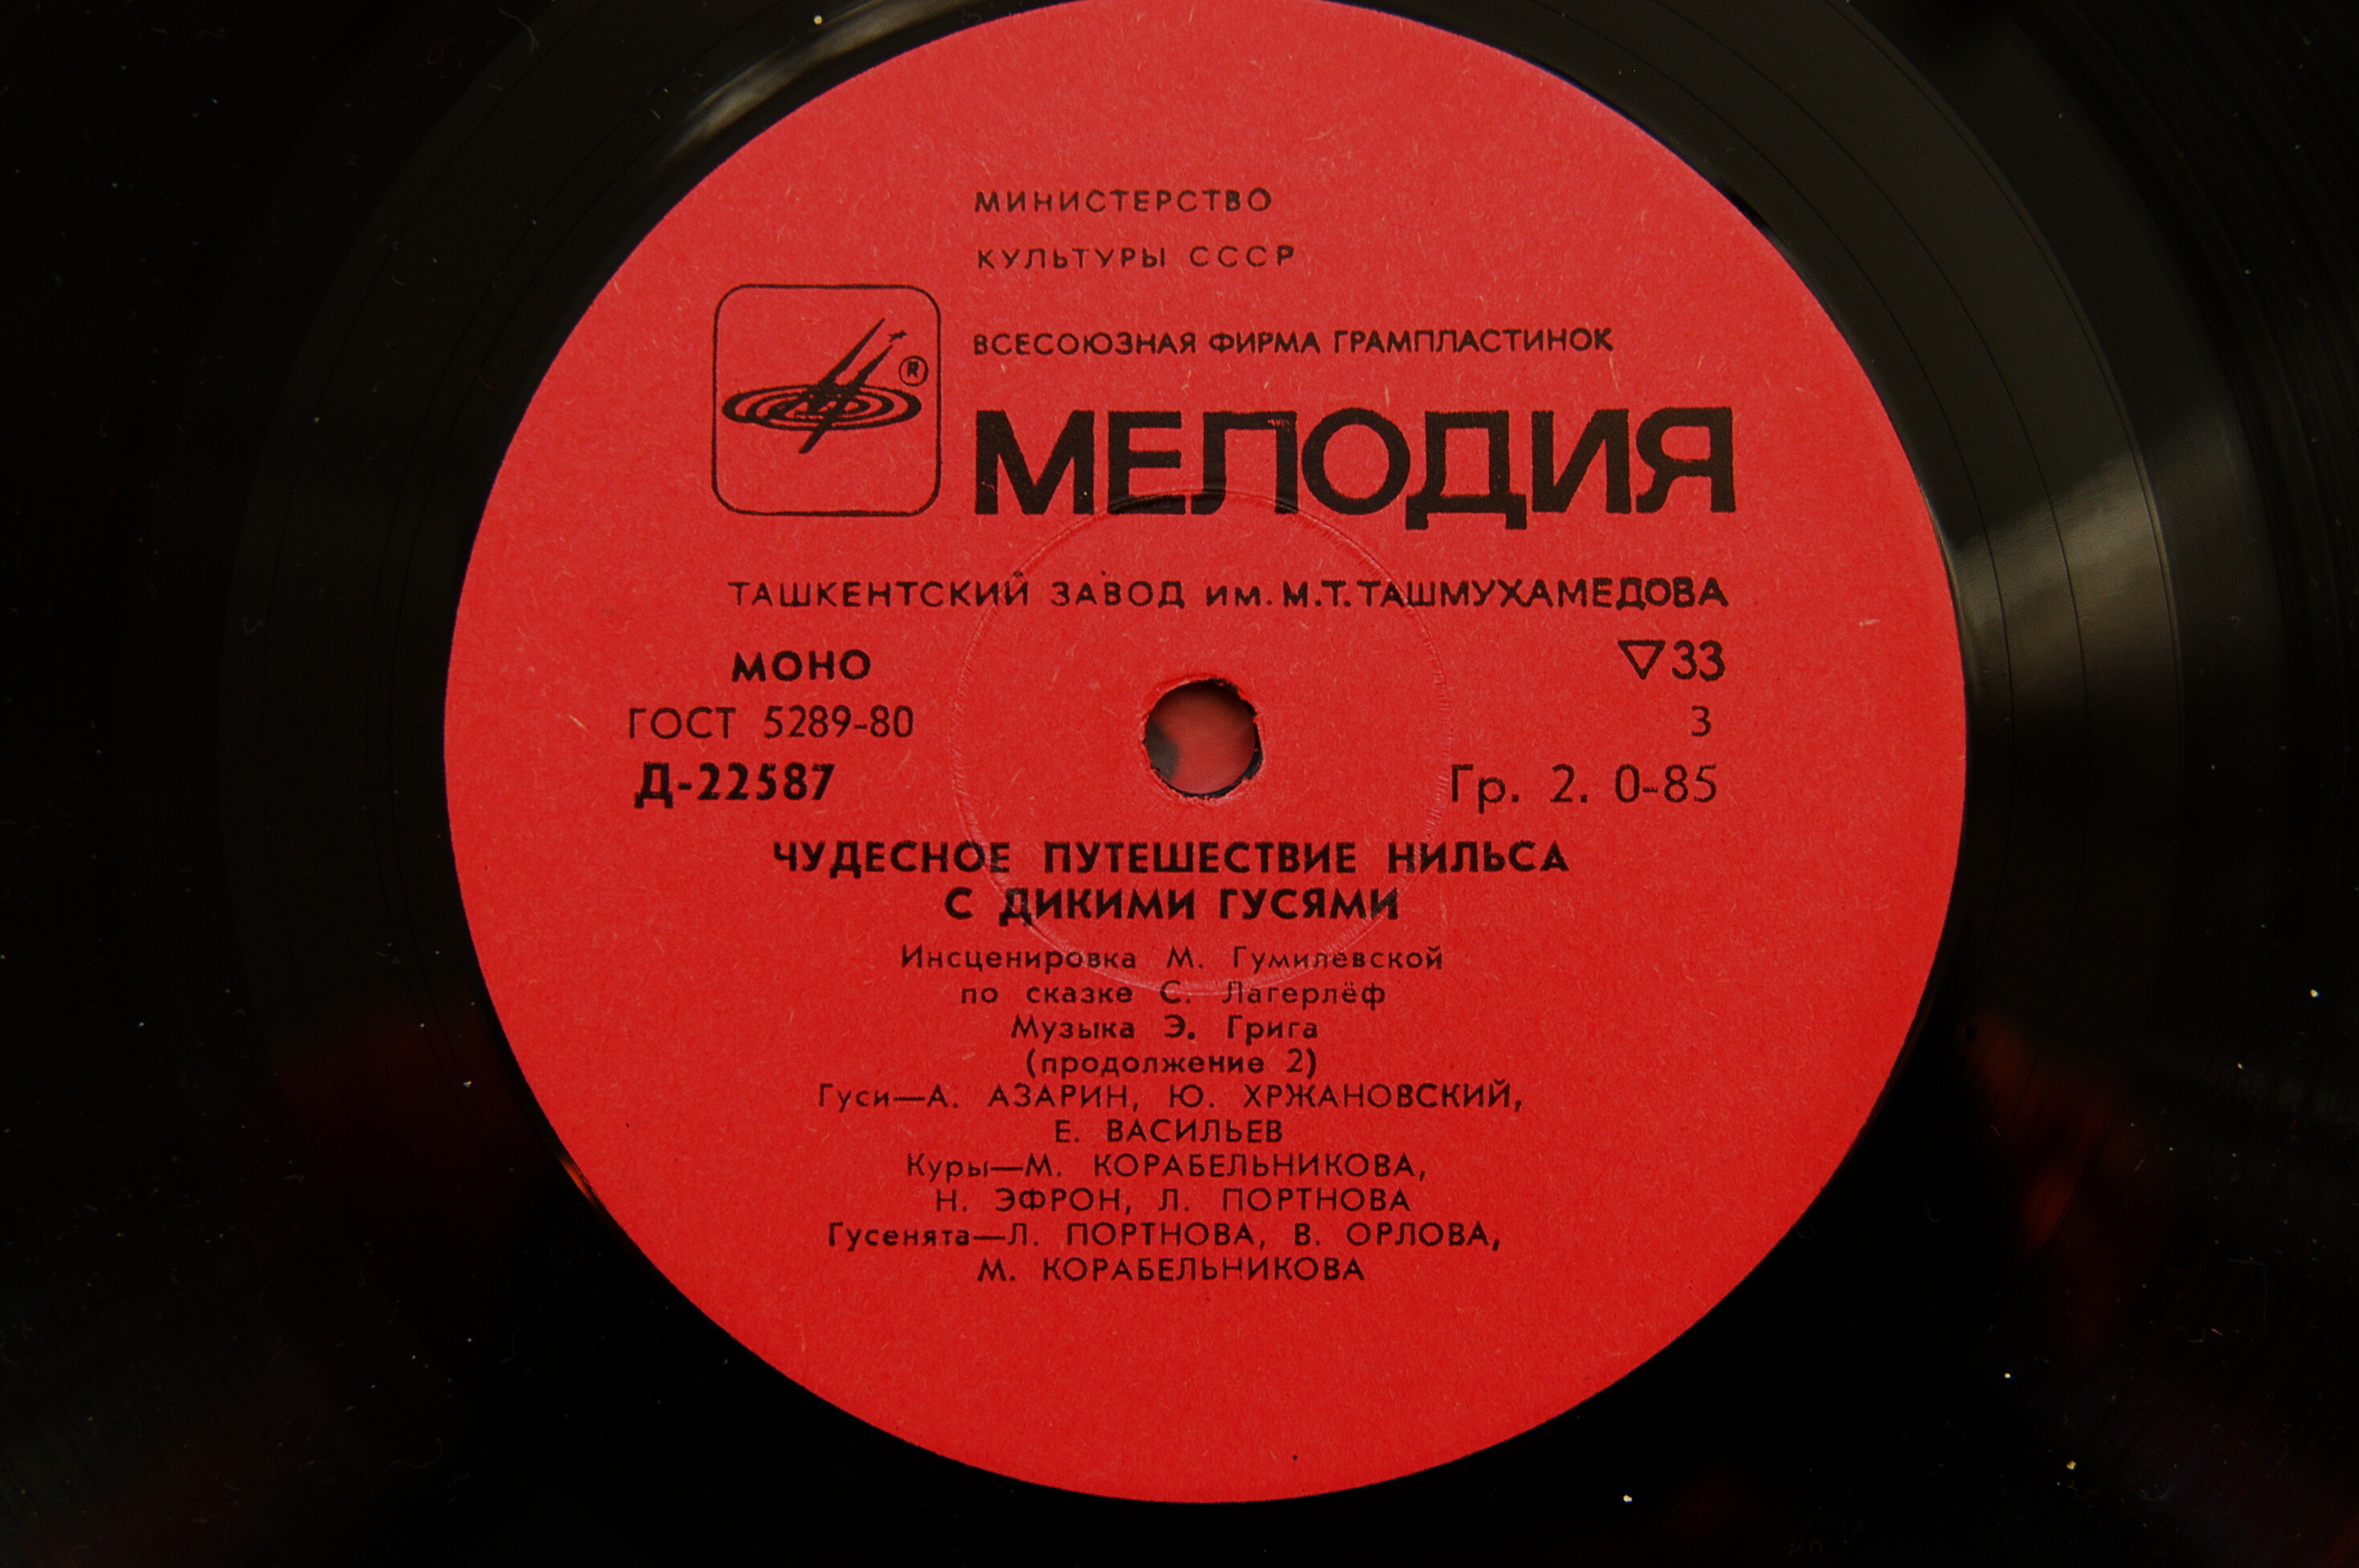 МИНИСТЕРСТВО
КУЛЬТУРЫ СССР
ВСЕСОЮЗНАЯ ФИРМА ГРАМПЛАСТИНОК
®
МЕЛОДИЯ
ТАШКЕНТСКИЙ ЗАВОД ИМ. М.Т. ТАШМУХАМЕДОВА
МОНО ▽33
ГОСТ 5289-80 3
Д-22587 Гр. 2. 0-85
ЧУДЕСНОЕ ПУТЕШЕСТВИЕ НИЛЬСА
С ДИКИМИ ГУСЯМИ
Инсценировка М. Гумилевской
по сказке С. Лагерлёф
Музыка Э. Грига
(продолжение 2)
Гуси—А. АЗАРИН, Ю. ХРЖАНОВСКИЙ,
Е. ВАСИЛЬЕВ
Куры—М. КОРАБЕЛЬНИКОВА,
Н. ЭФРОН, Л. ПОРТНОВА
Гусенята—Л. ПОРТНОВА, В. ОРЛОВА,
М. КОРАБЕЛЬНИКОВА